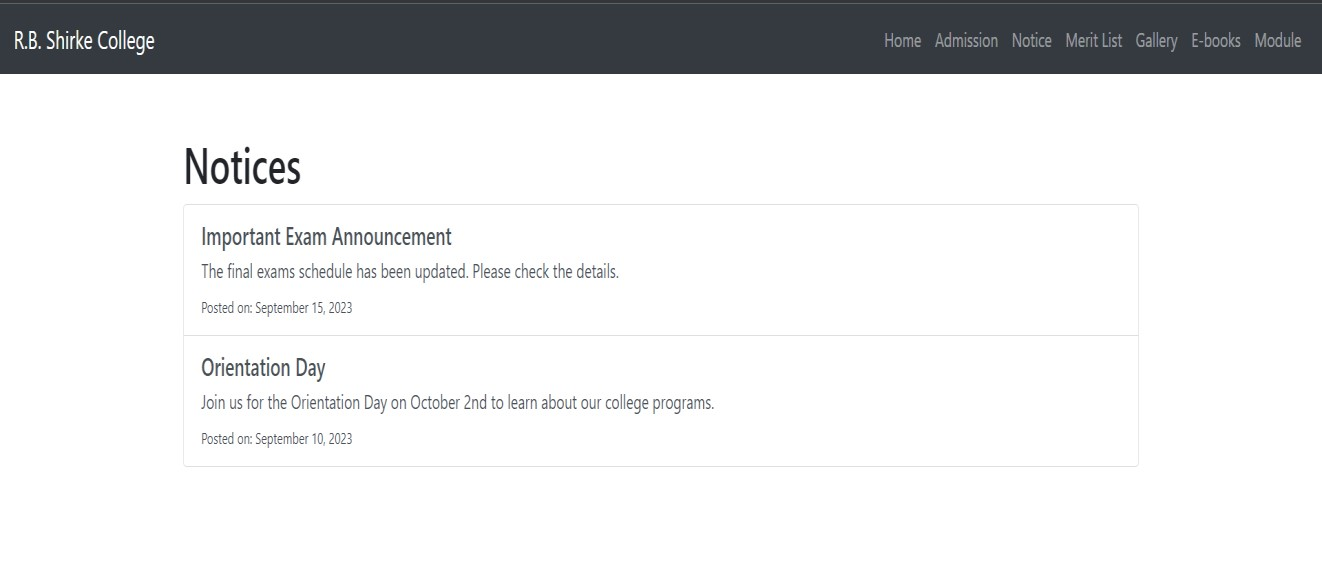 R.B. Shirke College
Home Admission Notice Merit List Gallery E-books Module
Notices
Important Exam Announcement
The final exams schedule has been updated. Please check the details.
Posted on: September 15, 2023
Orientation Day
Join us for the Orientation Day on October 2nd to learn about our college programs.
Posted on: September 10, 2023